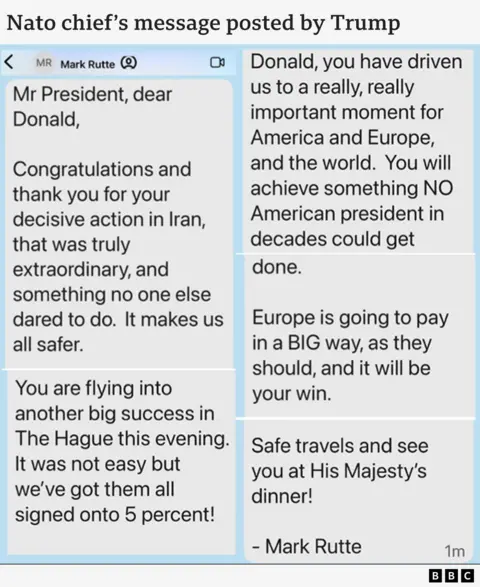 Nato chief's message posted by Trump
MR Mark Rutte
Mr President, dear
Donald,
Congratulations and
thank you for your
decisive action in Iran,
that was truly
extraordinary, and
something no one else
dared to do. It makes us
all safer.
You are flying into
another big success in
The Hague this evening.
It was not easy but
we've got them all
signed onto 5 percent!
Donald, you have driven
us to a really, really
important moment for
America and Europe,
and the world. You will
achieve something NO
American president in
decades could get
done.
Europe is going to pay
in a BIG way, as they
should, and it will be
your win.
Safe travels and see
you at His Majesty's
dinner!
- Mark Rutte
1m
BBC